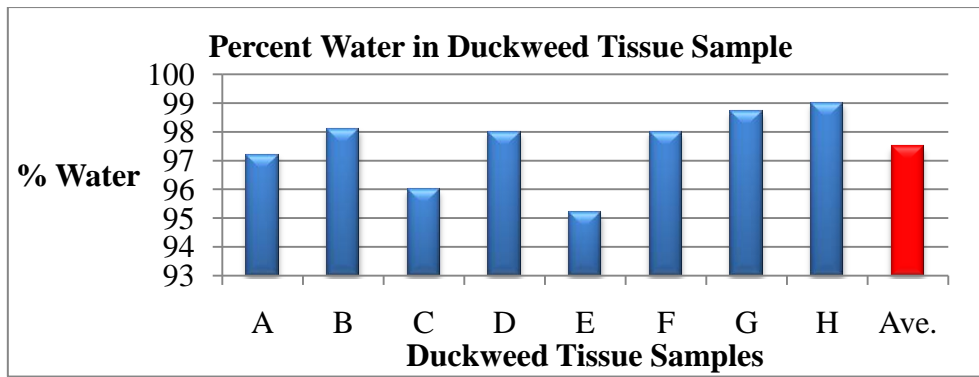 Percent Water in Duckweed Tissue Sample
100
99
98
97
96
95
94
93
% Water
A B C D E F G H Ave.
Duckweed Tissue Samples